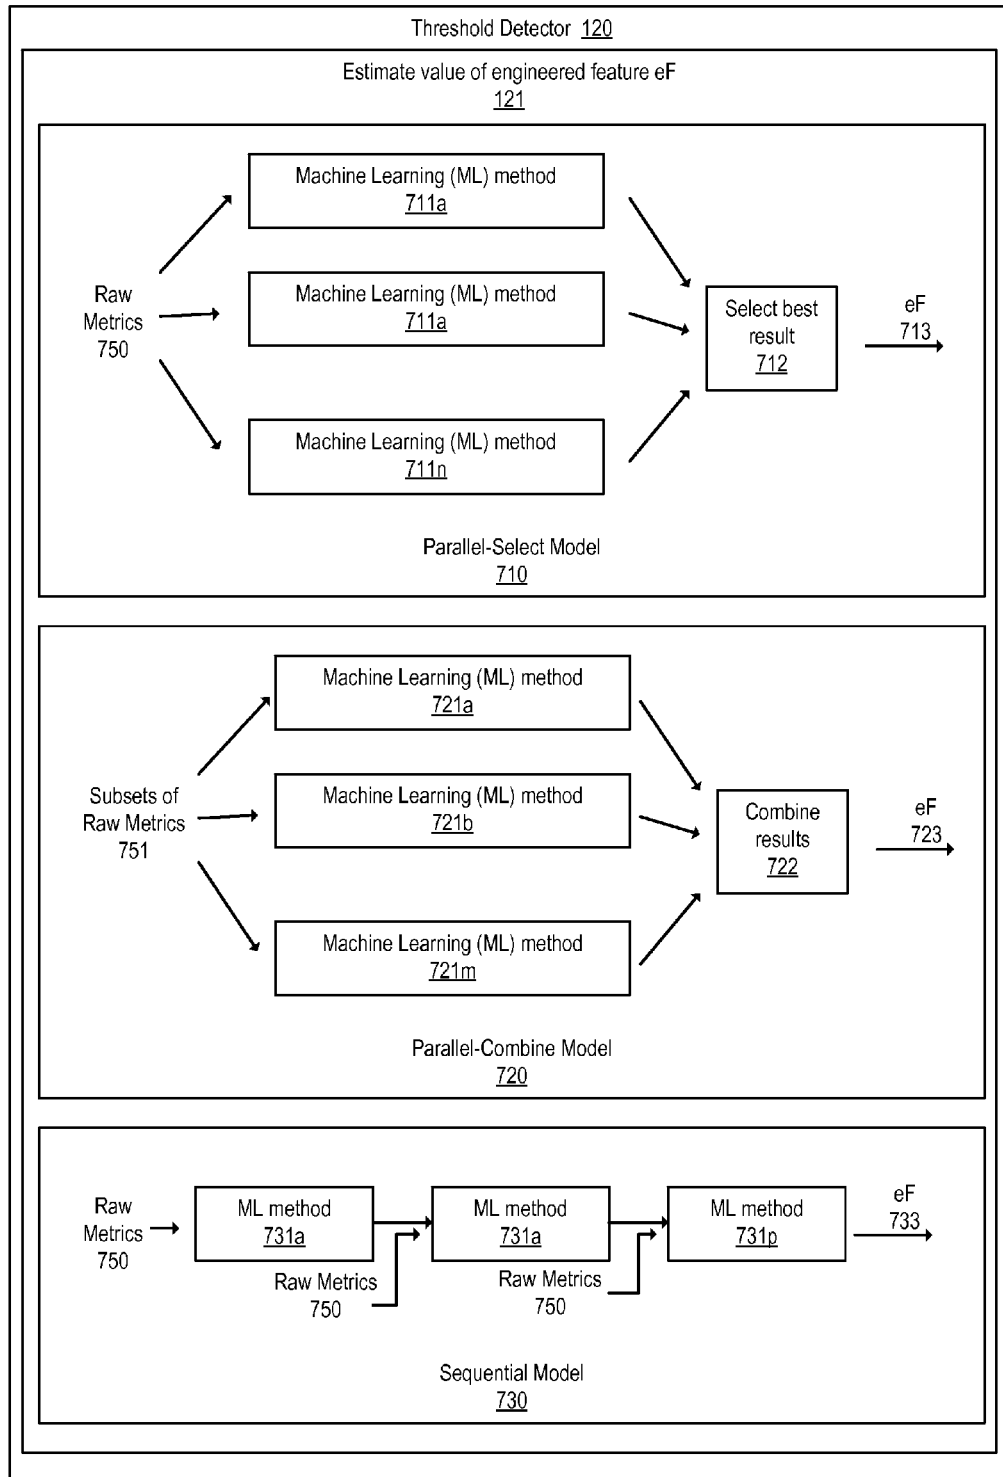 Threshold Detector 120
Estimate value of engineered feature eF
121
Machine Learning (ML) method
711a
Raw
Metrics
750
Machine Learning (ML) method
711a
Machine Learning (ML) method
711n
Select best
result
712
eF
713
Parallel-Select Model
710
Machine Learning (ML) method
721a
Subsets of
Raw Metrics
751
Machine Learning (ML) method
721b
Machine Learning (ML) method
721m
Combine
results
722
eF
723
Parallel-Combine Model
720
Raw
Metrics
750
ML method
731a
Raw Metrics
750
ML method
731a
Raw Metrics
750
ML method
731p
eF
733
Sequential Model
730